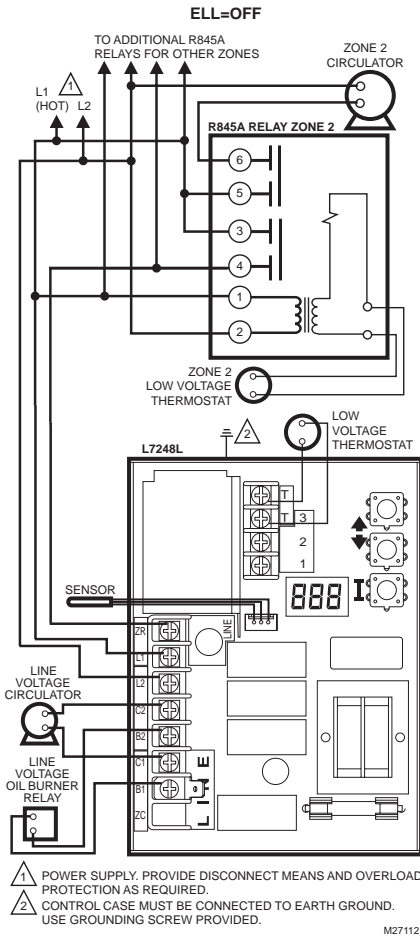 ELL=OFF
TO ADDITIONAL R845A
RELAYS FOR OTHER ZONES
ZONE 2
CIRCULATOR
L1
(HOT)
1
L2
R845A RELAY ZONE 2
6
5
3
4
1
2
ZONE 2
LOW VOLTAGE
THERMOSTAT
2
LOW
VOLTAGE
THERMOSTAT
L7248L
T
T
3
2
1
888
SENSOR
LINE
ZR
L1
L2
C2
B2
C1
B1
ZC
LINE
LINE
VOLTAGE
CIRCULATOR
LINE
VOLTAGE
OIL BURNER
RELAY
1 POWER SUPPLY. PROVIDE DISCONNECT MEANS AND OVERLOAD
PROTECTION AS REQUIRED.
2 CONTROL CASE MUST BE CONNECTED TO EARTH GROUND.
USE GROUNDING SCREW PROVIDED.
M27112